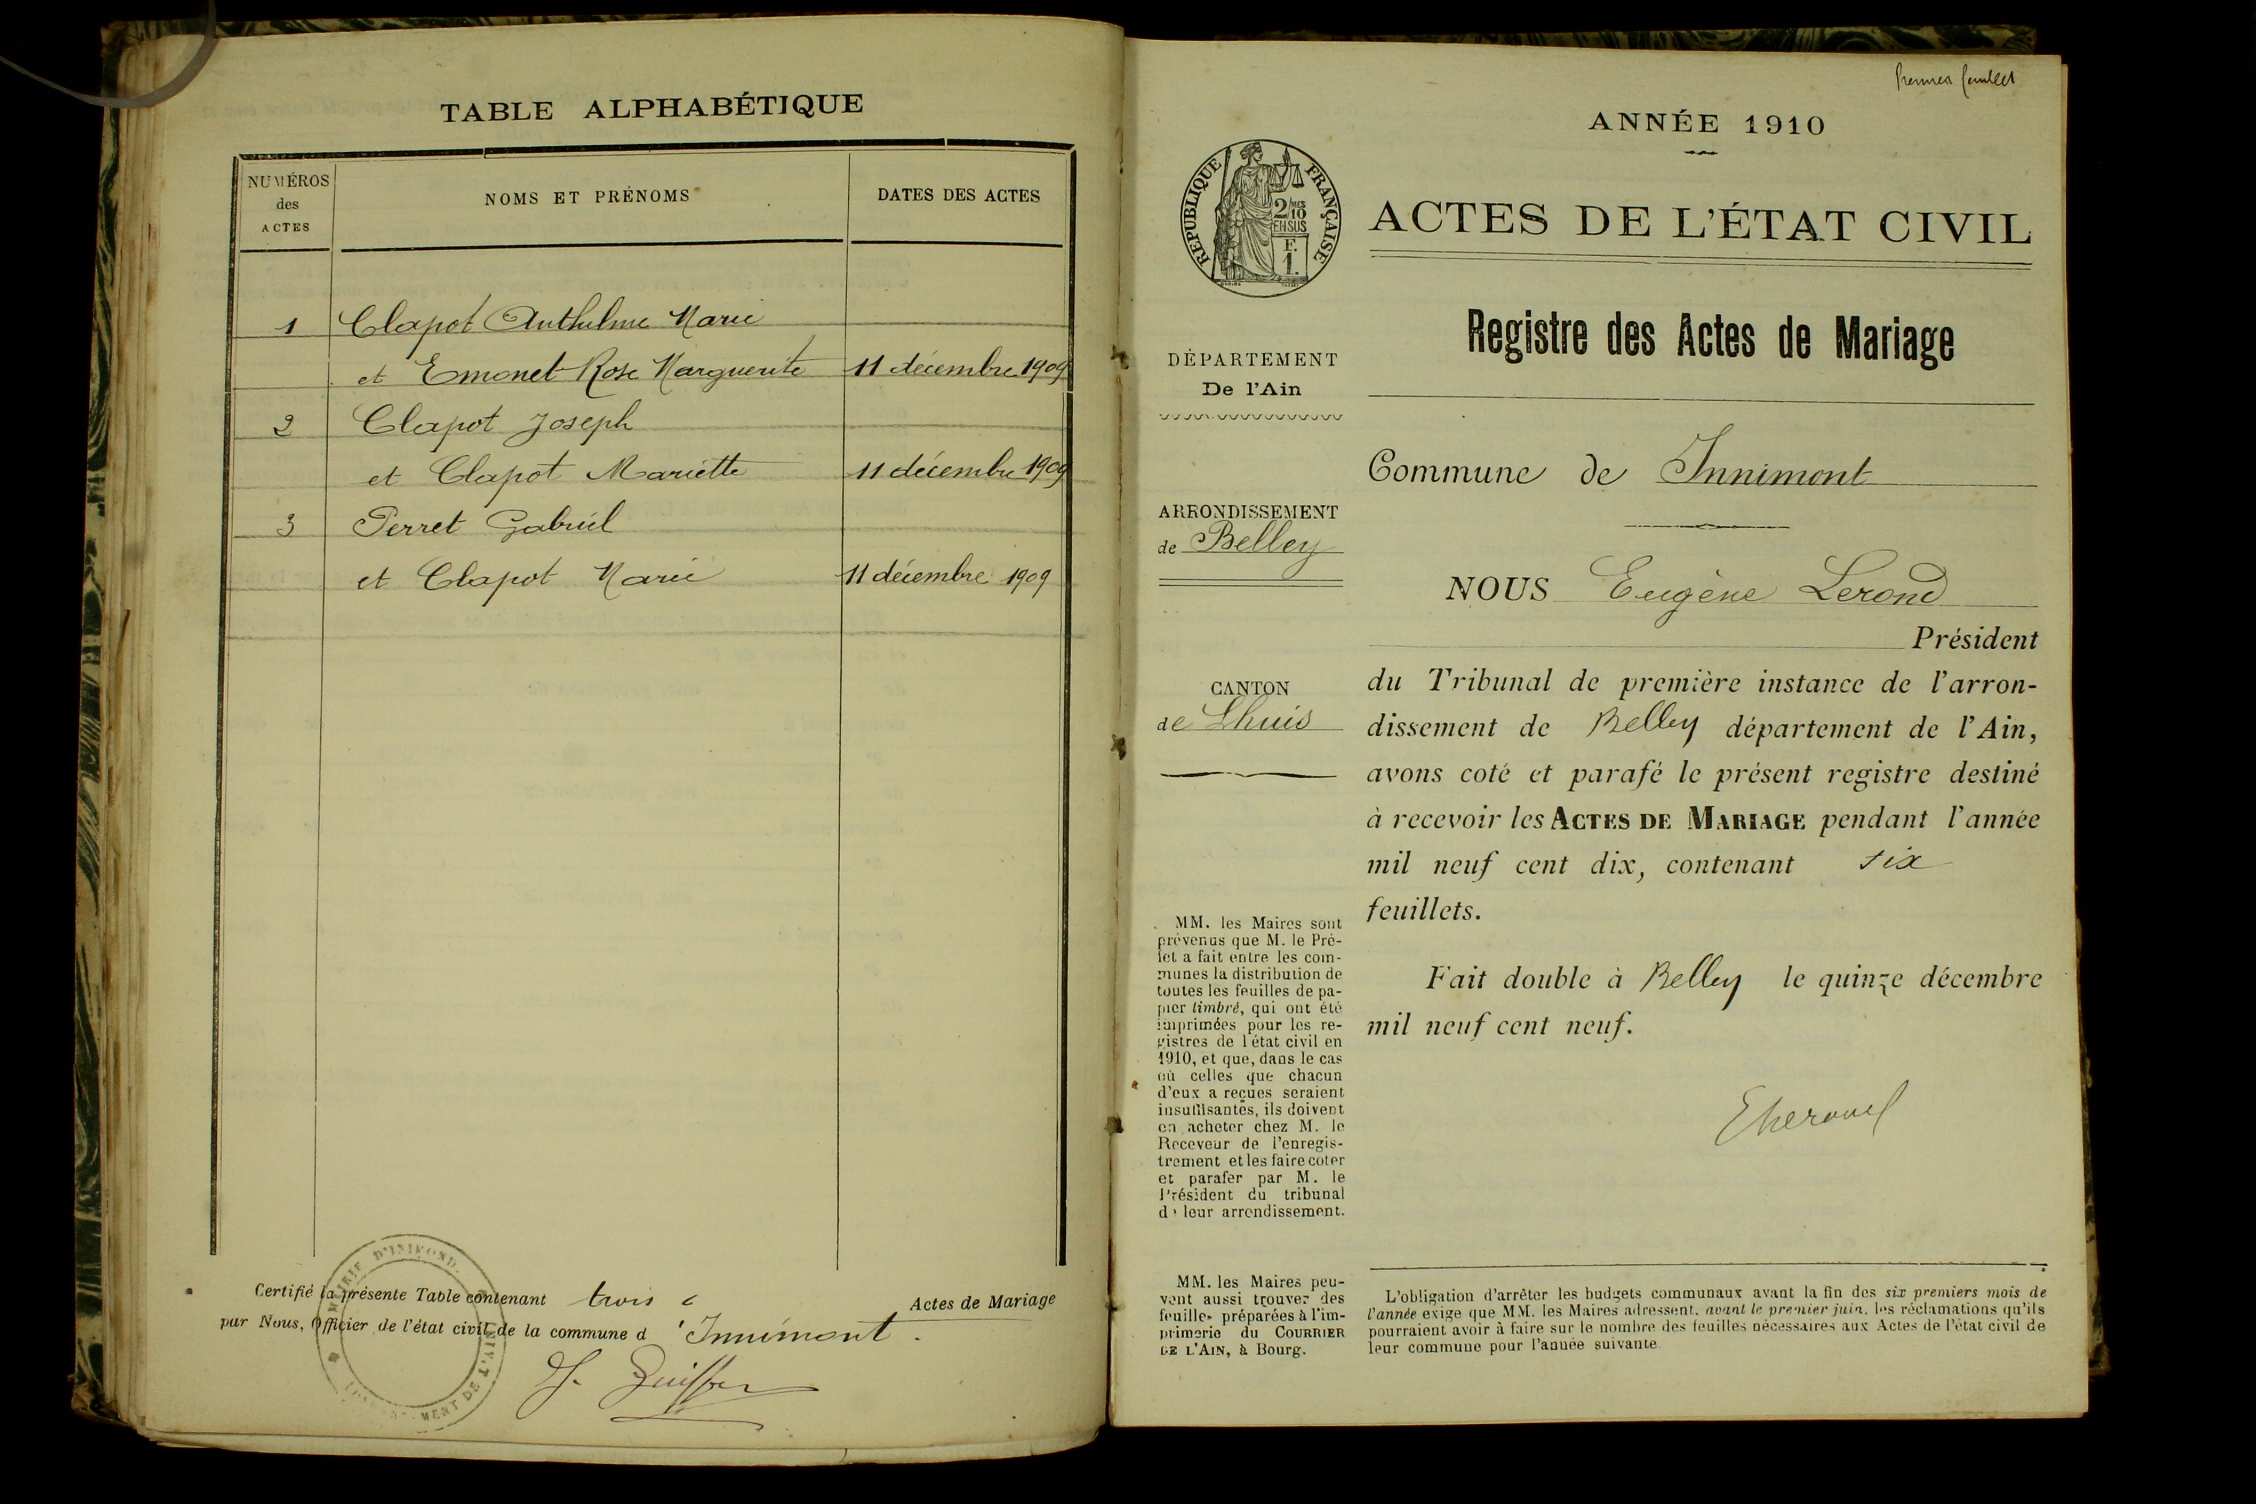 TABLE ALPHABÉTIQUE
NUMÉROS
des
ACTES
NOMS ET PRÉNOMS
DATES DES ACTES
1 Clapot Anthelme Marie
et Emonet Rose Marguerite 11 décembre 1909
2 Clapot Joseph
et Clapot Mariette 11 décembre 1909
3 Perret Gabriel
et Clapot Marie 11 décembre 1909
Certifié la présente Table contenant trois Actes de Mariage
par Nous, Officier de l'état civil de la commune d'Innimont.
ANNÉE 1910
RÉPUBLIQUE FRANÇAISE
2/10
EN SUS
F.
1.
ACTES DE L'ÉTAT CIVIL
Registre des Actes de Mariage
DÉPARTEMENT
De l'Ain
ARRONDISSEMENT
de Belley
CANTON
de Lhuis
MM. les Maires sont
prévenus que M. le Pré-
fet a fait entre les com-
munes la distribution de
toutes les feuilles de pa-
pier timbré, qui ont été
imprimées pour les re-
gistres de l'état civil en
1910, et que, dans le cas
où celles que chacun
d'eux a reçues seraient
insuffisantes, ils doivent
en acheter chez M. le
Receveur de l'enregis-
trement et les faire coter
et parafer par M. le
Président du tribunal
de leur arrondissement.
MM. les Maires peu-
vent aussi trouver des
feuilles préparées à l'im-
primerie du COURRIER
DE L'AIN, à Bourg.
Commune de Innimont
NOUS Eugène Lerond
Président
du Tribunal de première instance de l'arron-
dissement de Belley département de l'Ain,
avons coté et parafé le présent registre destiné
à recevoir les ACTES DE MARIAGE pendant l'année
mil neuf cent dix, contenant six
feuillets.
Fait double à Belley le quinze décembre
mil neuf cent neuf.
L'obligation d'arrêter les budgets communaux avant la fin des six premiers mois de
l'année exige que MM. les Maires adressent, avant le premier juin, les réclamations qu'ils
pourraient avoir à faire sur le nombre des feuilles nécessaires aux Actes de l'état civil de
leur commune pour l'année suivante.